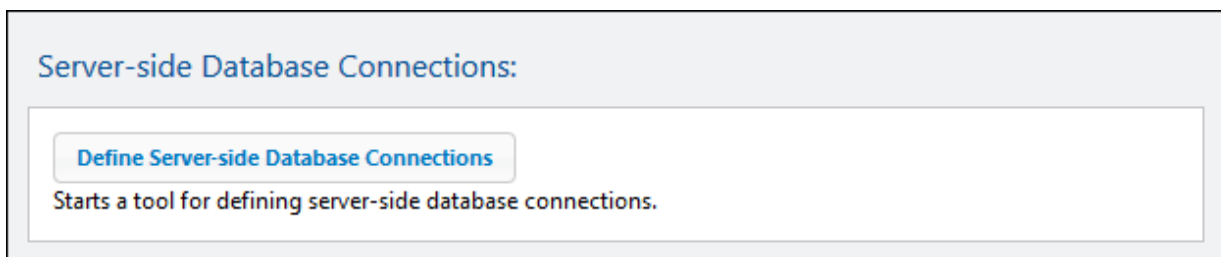 Server-side Database Connections:
Define Server-side Database Connections
Starts a tool for defining server-side database connections.